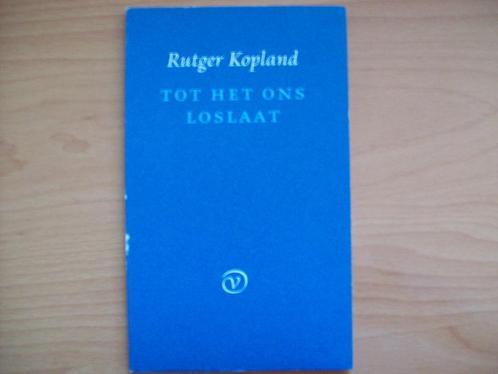 Rutger Kopland
TOT HET ONS
LOSLAAT
v